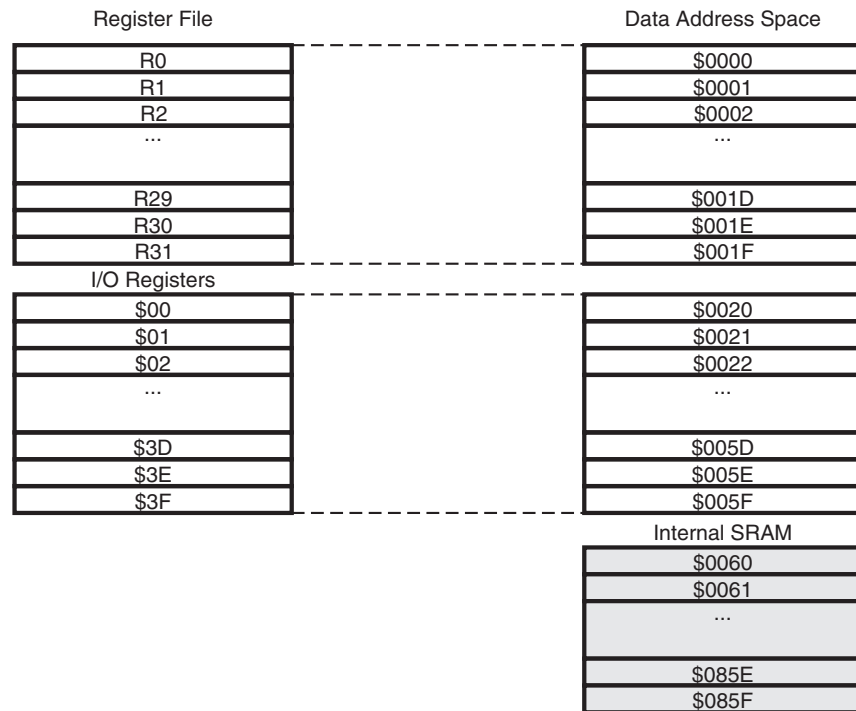 Register File Data Address Space
R0 $0000
R1 $0001
R2 $0002
... ...
R29 $001D
R30 $001E
R31 $001F
I/O Registers
$00 $0020
$01 $0021
$02 $0022
... ...
$3D $005D
$3E $005E
$3F $005F
Internal SRAM
$0060
$0061
...
$085E
$085F